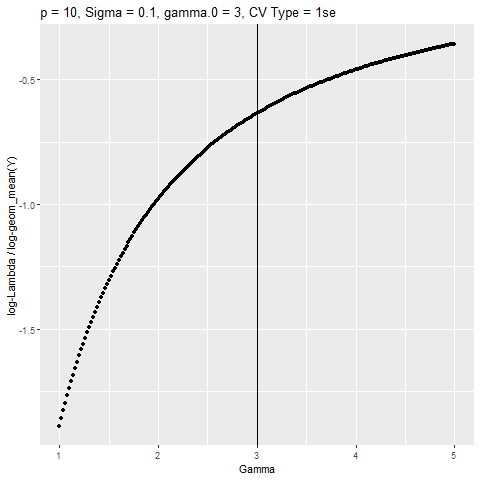 p = 10, Sigma = 0.1, gamma.0 = 3, CV Type = 1se
log-Lambda / log-geom_mean(Y)
-0.5
-1.0
-1.5
1 2 3 4 5
Gamma